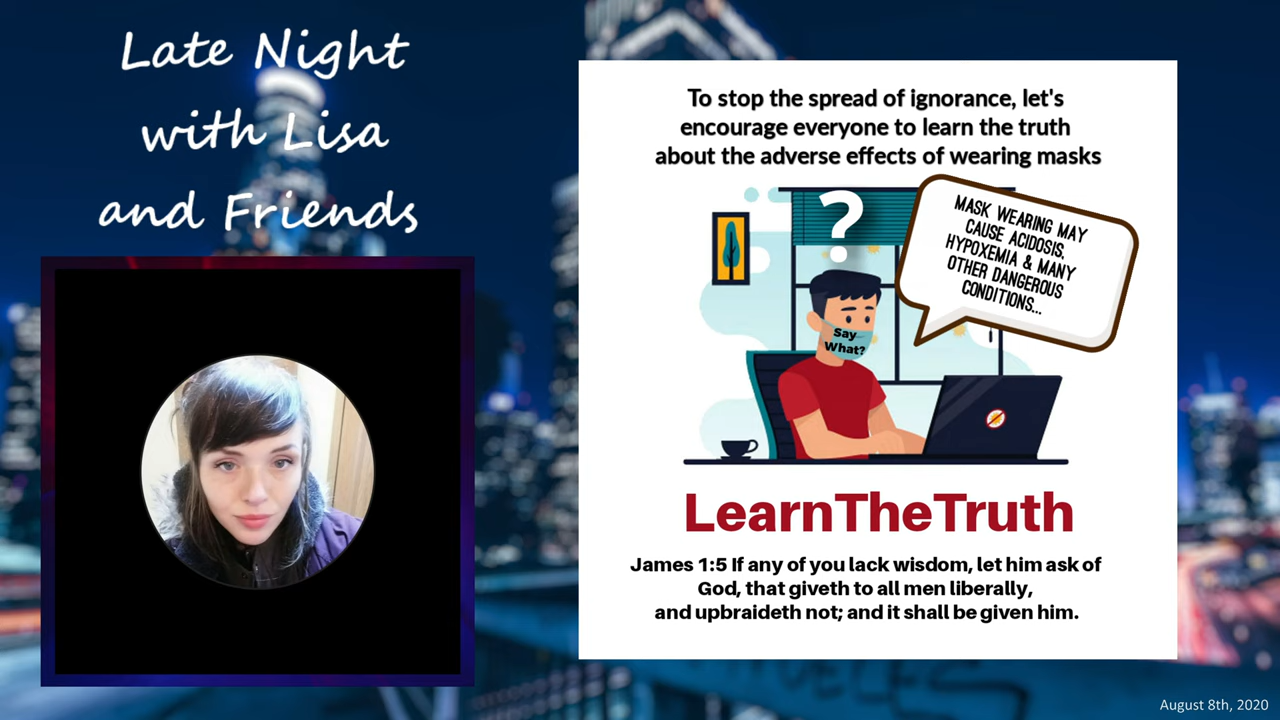 Late Night
with Lisa
and Friends
To stop the spread of ignorance, let's
encourage everyone to learn the truth
about the adverse effects of wearing masks
?
MASK WEARING MAY
CAUSE ACIDOSIS,
HYPOXEMIA & MANY
OTHER DANGEROUS
CONDITIONS...
Say
What?
LearnTheTruth
James 1:5 If any of you lack wisdom, let him ask of
God, that giveth to all men liberally,
and upbraideth not; and it shall be given him.
August 8th, 2020